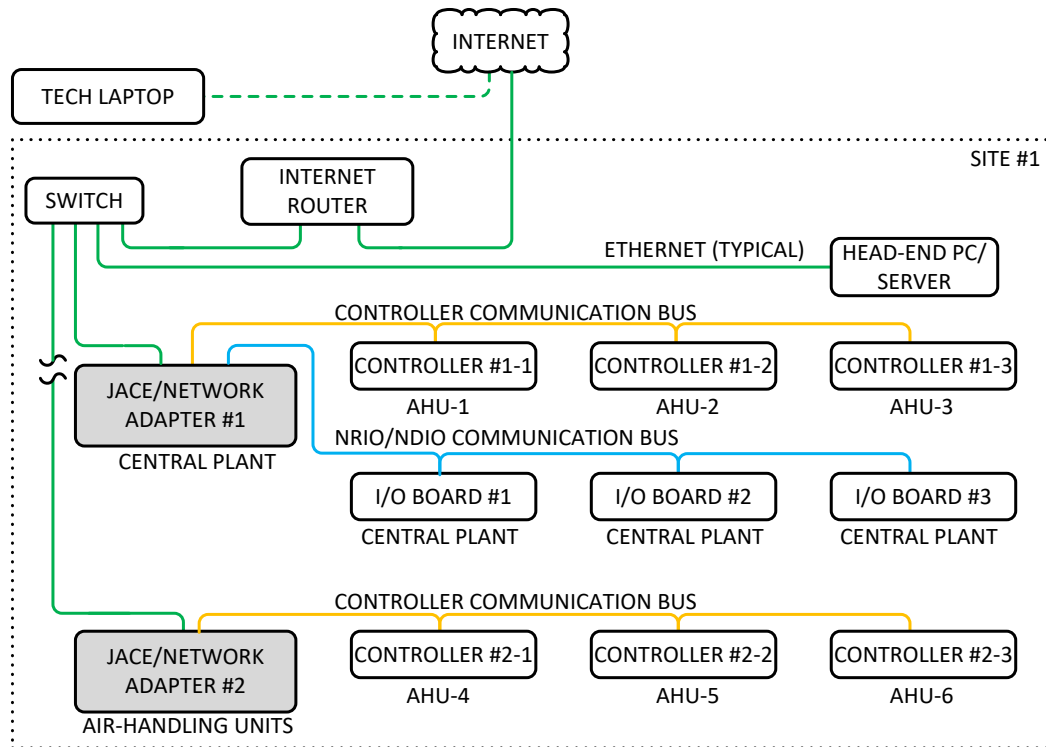 INTERNET
TECH LAPTOP
SITE #1
INTERNET
ROUTER
SWITCH
ETHERNET (TYPICAL)
HEAD-END PC/
SERVER
CONTROLLER COMMUNICATION BUS
JACE/NETWORK
ADAPTER #1
CENTRAL PLANT
CONTROLLER #1-1
CONTROLLER #1-2
CONTROLLER #1-3
AHU-1
AHU-2
AHU-3
NRIO/NDIO COMMUNICATION BUS
I/O BOARD #1
I/O BOARD #2
I/O BOARD #3
CENTRAL PLANT
CENTRAL PLANT
CENTRAL PLANT
CONTROLLER COMMUNICATION BUS
JACE/NETWORK
ADAPTER #2
AIR-HANDLING UNITS
CONTROLLER #2-1
CONTROLLER #2-2
CONTROLLER #2-3
AHU-4
AHU-5
AHU-6